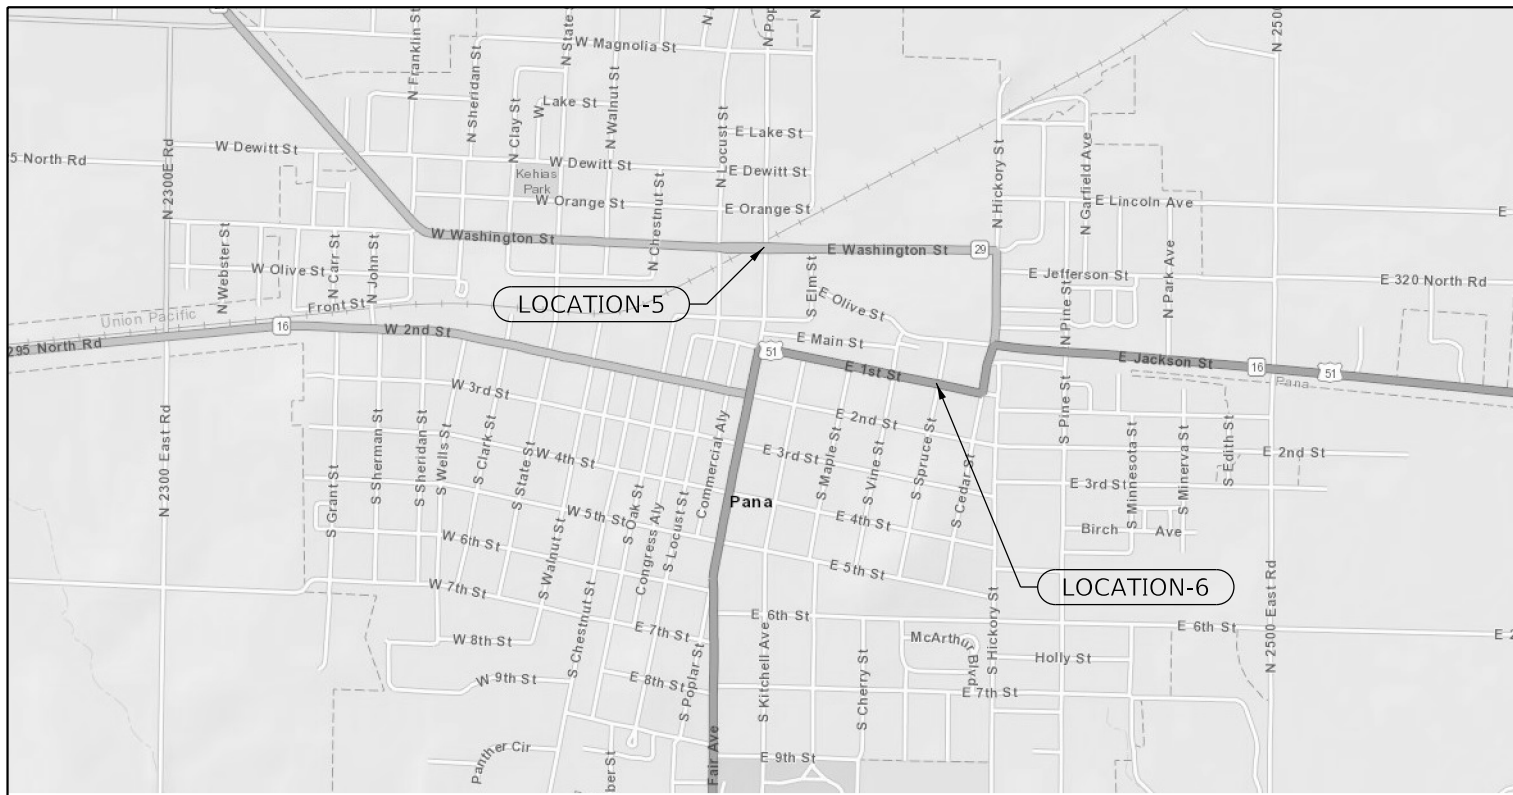 N Franklin St
N State
N Pop
N 2500
W Magnolia St
N Sheridan St
N Clay St
W Lake St
N Walnut St
N Locust St
E Lake St
N 2300E Rd
W Dewitt St
5 North Rd
W Dewitt St
E Dewitt St
Kehias
Park
N Hickory St
N Garfield Ave
W Orange St
E Orange St
E Lincoln Ave
E
N Chestnut St
W Washington St
E Washington St
29
N Webster St
N Carr St
N John St
W Olive St
S Elm St
E Jefferson St
N Park Ave
E 320 North Rd
LOCATION-5
Front St
E Olive St
N Pine St
Union Pacific
16
W 2nd St
E Main St
295 North Rd
51
E 1st St
E Jackson St
16
51
Pana
W 3rd St
E 2nd St
S Pine St
N 2300 East Rd
S Sherman St
S Sheridan St
S Wells St
S Clark St
S State St
W 4th St
Commercial Aly
E 3rd St
S Maple St
S Vine St
S Spruce St
S Cedar St
S Minnesota St
S Minerva St
S Edith St
E 2nd St
E 3rd St
S Grant St
W 5th St
S Oak St
Congress Aly
S Locust St
Pana
E 4th St
Birch Ave
W 6th St
S Walnut St
E 5th St
W 7th St
LOCATION-6
N 2500 East Rd
E 6th St
E 6th St
E 2
S Chestnut St
E 7th St
W 8th St
McArthur Blvd
S Hickory St
Holly St
W 9th St
E 8th St
S Poplar St
S Kitchell Ave
S Cherry St
E 7th St
Panther Cir
ber St
Fair Ave
E 9th St